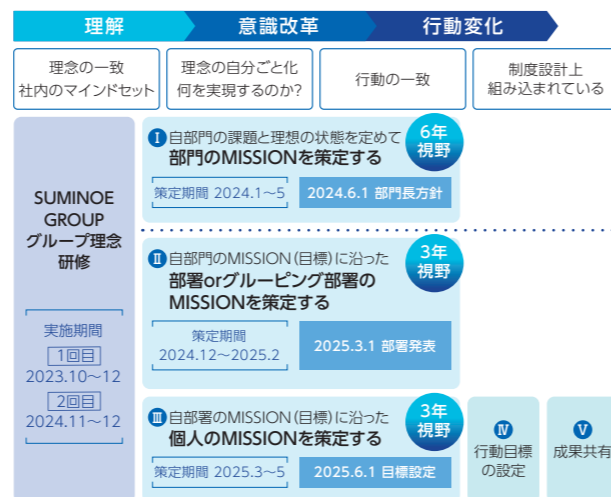 理解
意識改革
行動変化
理念の一致
社内のマインドセット
理念の自分ごと化
何を実現するのか?
行動の一致
制度設計上
組み込まれている
SUMINOE
GROUP
グループ理念
研修
実施期間
1回目
2023.10～12
2回目
2024.11～12
Ⅰ 自部門の課題と理想の状態を定めて
部門のMISSIONを策定する
6年
視野
策定期間 2024.1～5
2024.6.1 部門長方針
Ⅱ 自部門のMISSION(目標)に沿った
部署orグルーピング部署の
MISSIONを策定する
3年
視野
策定期間
2024.12～2025.2
2025.3.1 部署発表
Ⅲ 自部署のMISSION(目標)に沿った
個人のMISSIONを策定する
3年
視野
策定期間 2025.3～5
2025.6.1 目標設定
Ⅳ
行動目標
の設定
Ⅴ
成果共有